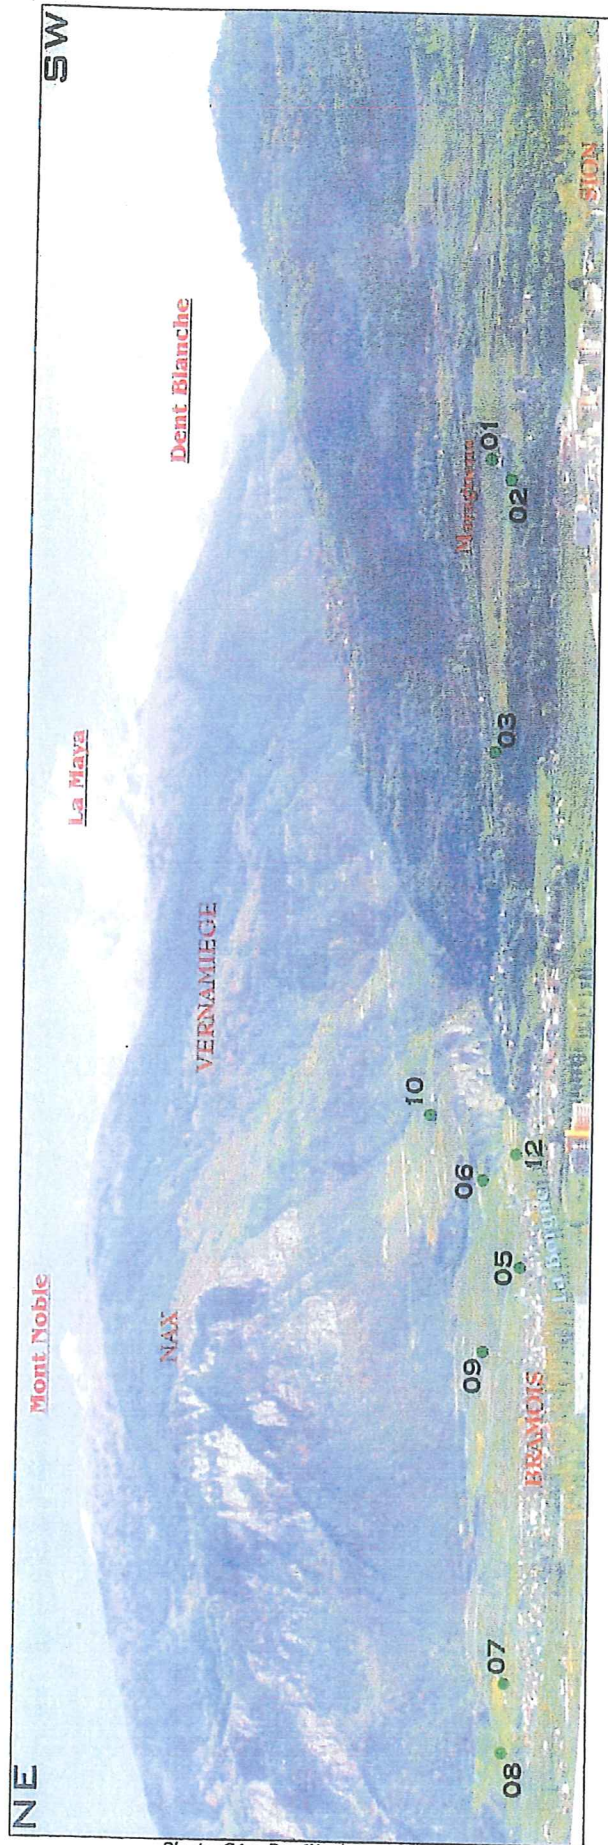 NE
SW
Mont Noble
La Maya
Dent Blanche
NAX
VERNAMIEGE
10
06
12
05
09
07
08
03
01
02
BRAMOIS
SION